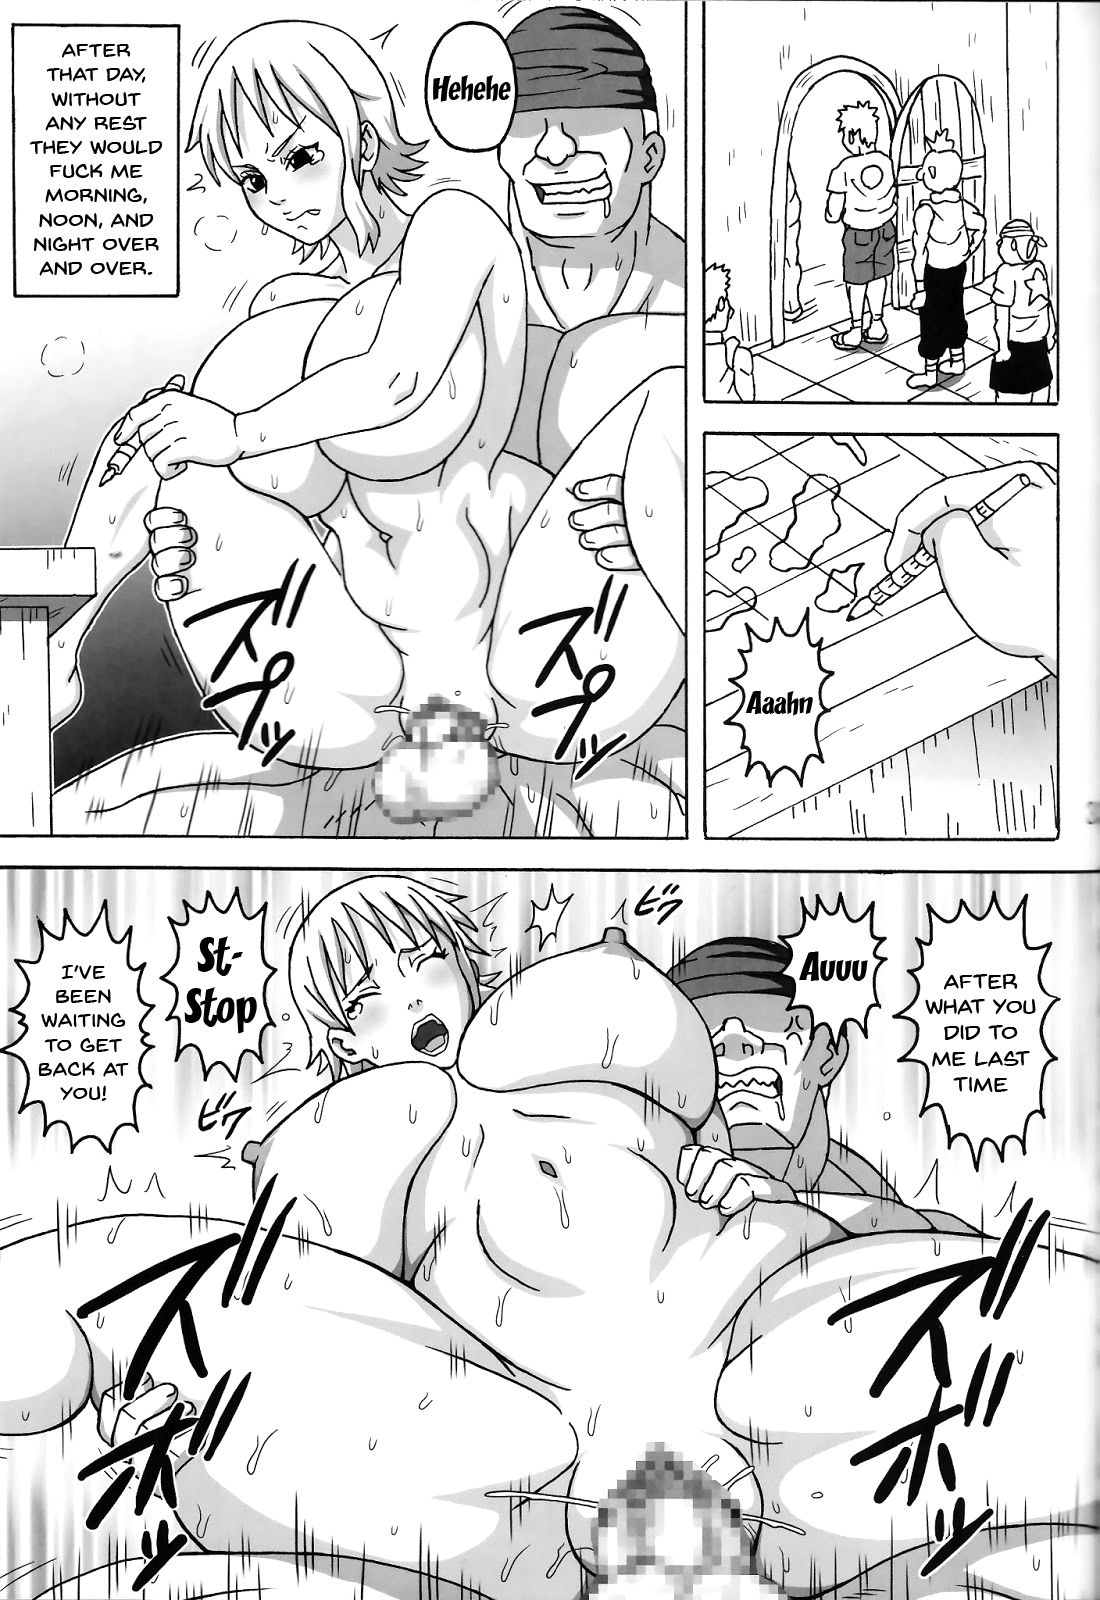 Aaahn
Hehehe
AFTER
THAT DAY,
WITHOUT
ANY REST
THEY WOULD
FUCK ME
MORNING,
NOON, AND
NIGHT OVER
AND OVER.
ズプッ
ズプッ
AFTER
WHAT YOU
DID TO
ME LAST
TIME
Auuu
ビク
St-
Stop
I'VE
BEEN
WAITING
TO GET
BACK AT
YOU!
ビク
ズボッ
ズボッ